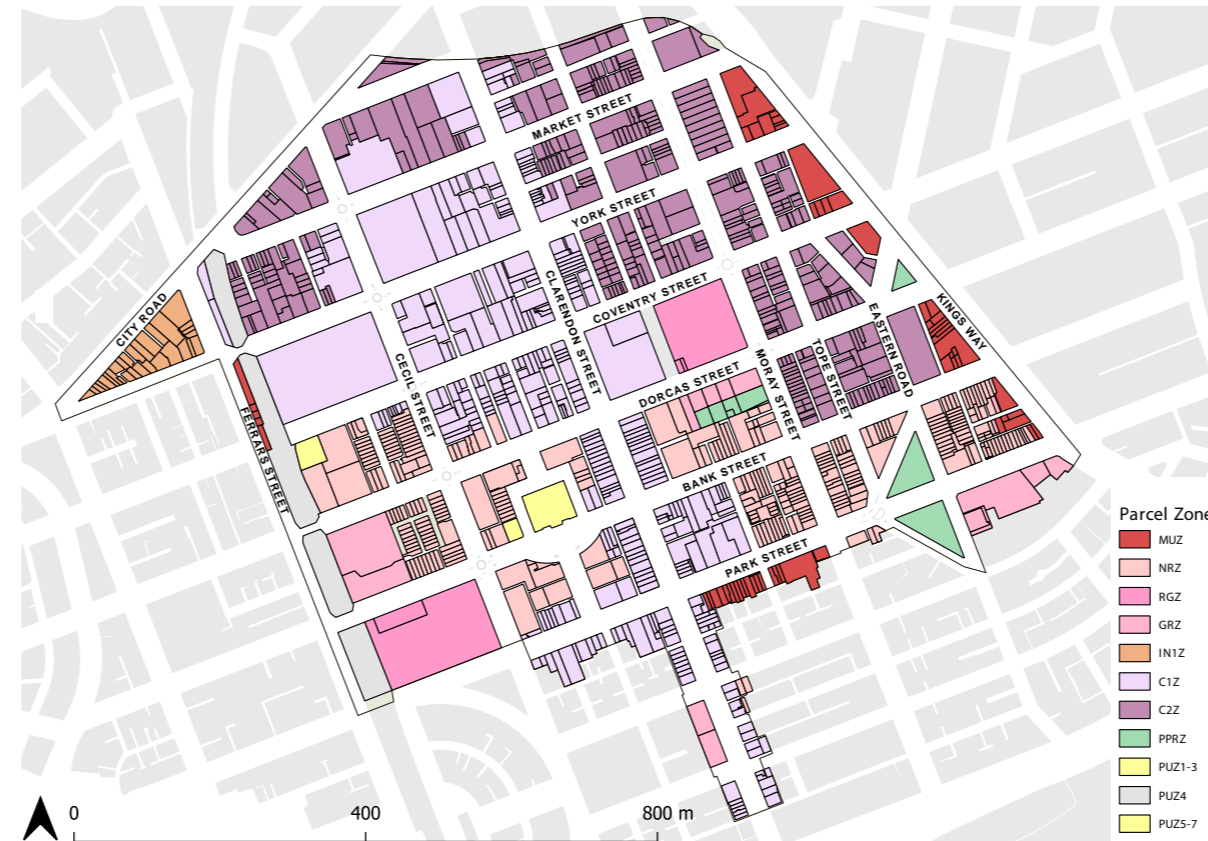 MARKET STREET
YORK STREET
COVENTRY STREET
CLARENDON STREET
CITY ROAD
CECIL STREET
FERRARS STREET
DORCAS STREET
MORAY STREET
TOPE STREET
EASTERN ROAD
KINGS WAY
BANK STREET
PARK STREET
Parcel Zone
MUZ
NRZ
RGZ
GRZ
IN1Z
C1Z
C2Z
PPRZ
PUZ1-3
PUZ4
PUZ5-7
0 400 800 m